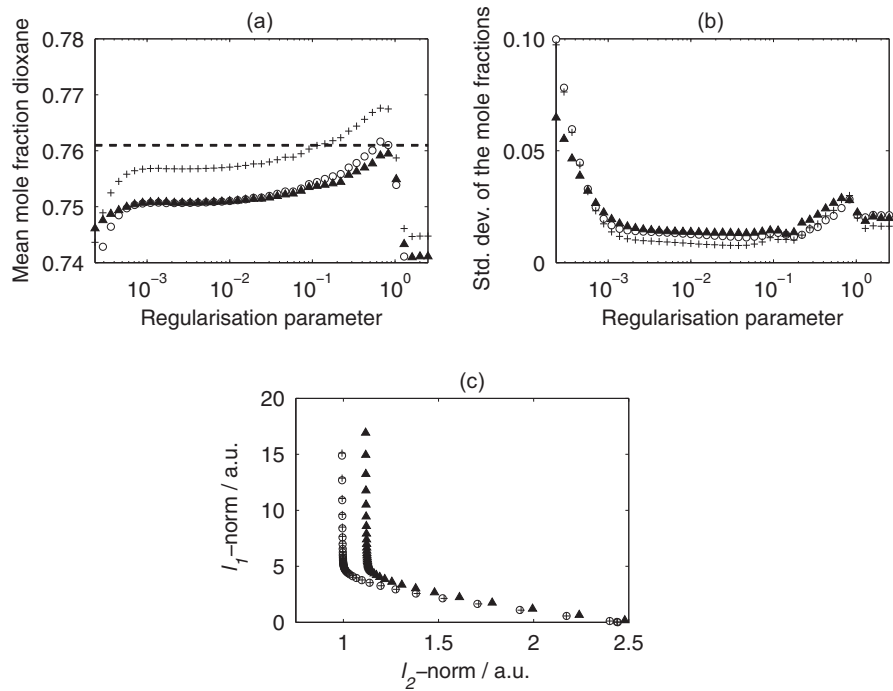 (a)
Mean mole fraction dioxane
0.78
0.77
0.76
0.75
0.74
10⁻³
10⁻²
10⁻¹
10⁰
Regularisation parameter
(b)
Std. dev. of the mole fractions
0.10
0.05
0
10⁻³
10⁻²
10⁻¹
10⁰
Regularisation parameter
(c)
l₁–norm / a.u.
20
15
10
5
0
1
1.5
2
2.5
l₂–norm / a.u.